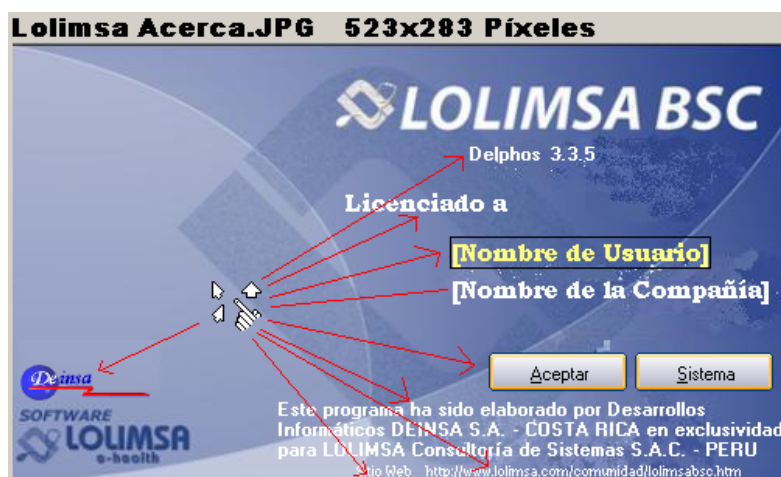 Lolimsa Acerca.JPG 523x283 Píxeles
LOLIMSA BSC
Delphos 3.3.5
Licenciado a
[Nombre de Usuario]
[Nombre de la Compañía]
Deinsa
Aceptar Sistema
SOFTWARE
LOLIMSA
e-health
Este programa ha sido elaborado por Desarrollos
Informáticos DEINSA S.A. - COSTA RICA en exclusividad
para LOLIMSA Consultoría de Sistemas S.A.C. - PERU
Sitio Web http://www.lolimsa.com/comunidad/lolimsabsc.htm